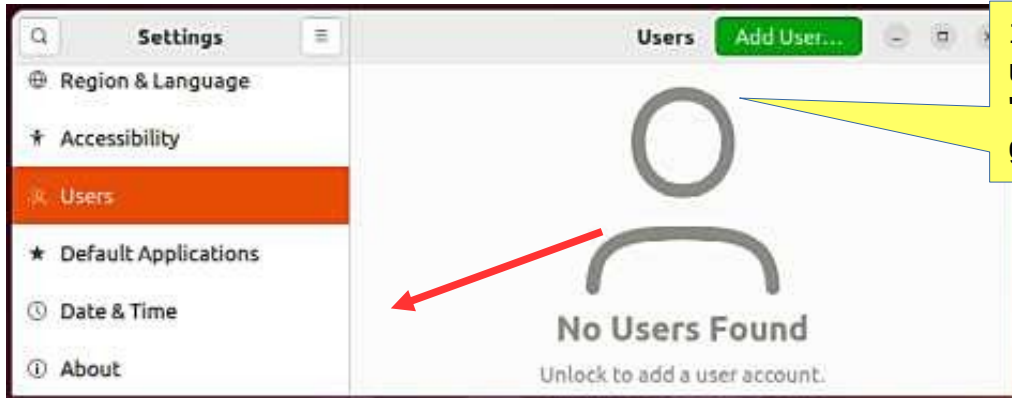 Settings
Users
Add User...
Region & Language
Accessibility
Users
Default Applications
Date & Time
About
No Users Found
Unlock to add a user account.